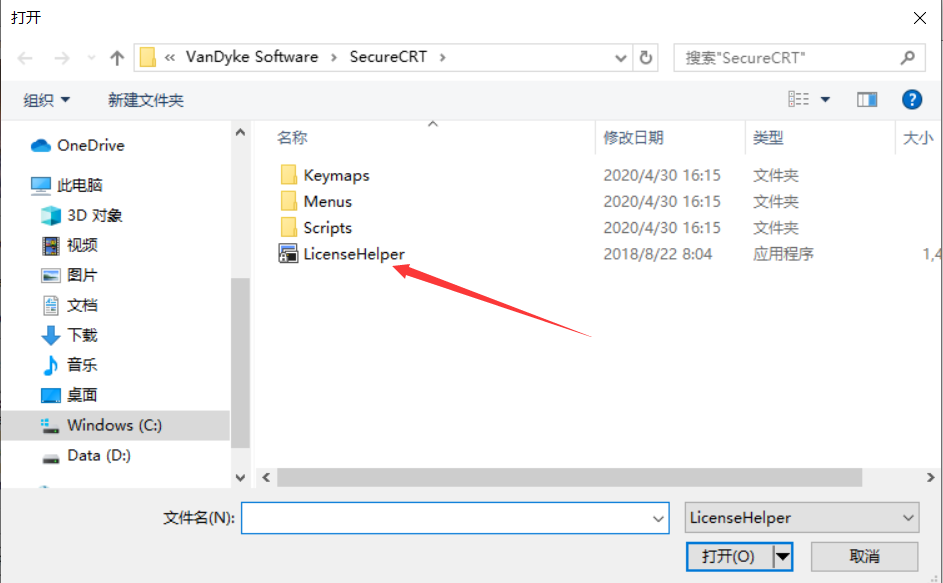 打开
« VanDyke Software › SecureCRT ›
搜索"SecureCRT"
组织 新建文件夹
名称 修改日期 类型 大小
OneDrive
此电脑
3D 对象
视频
图片
文档
下载
音乐
桌面
Windows (C:)
Data (D:)
Keymaps 2020/4/30 16:15 文件夹
Menus 2020/4/30 16:15 文件夹
Scripts 2020/4/30 16:15 文件夹
LicenseHelper 2018/8/22 8:04 应用程序 1,4
文件名(N): LicenseHelper
打开(O) 取消